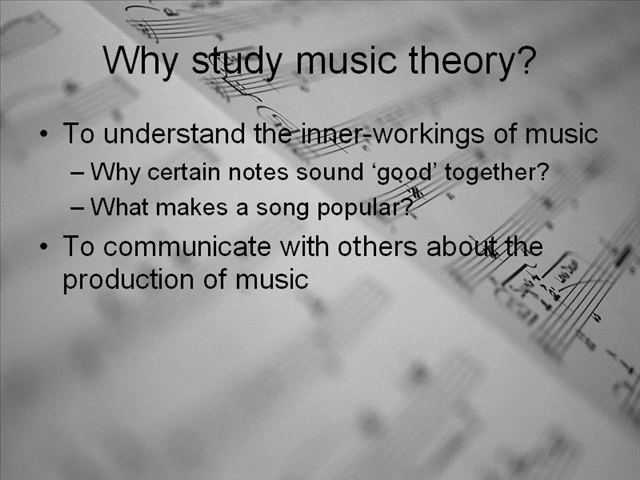 Why study music theory?
• To understand the inner-workings of music
– Why certain notes sound ‘good’ together?
– What makes a song popular?
• To communicate with others about the
production of music